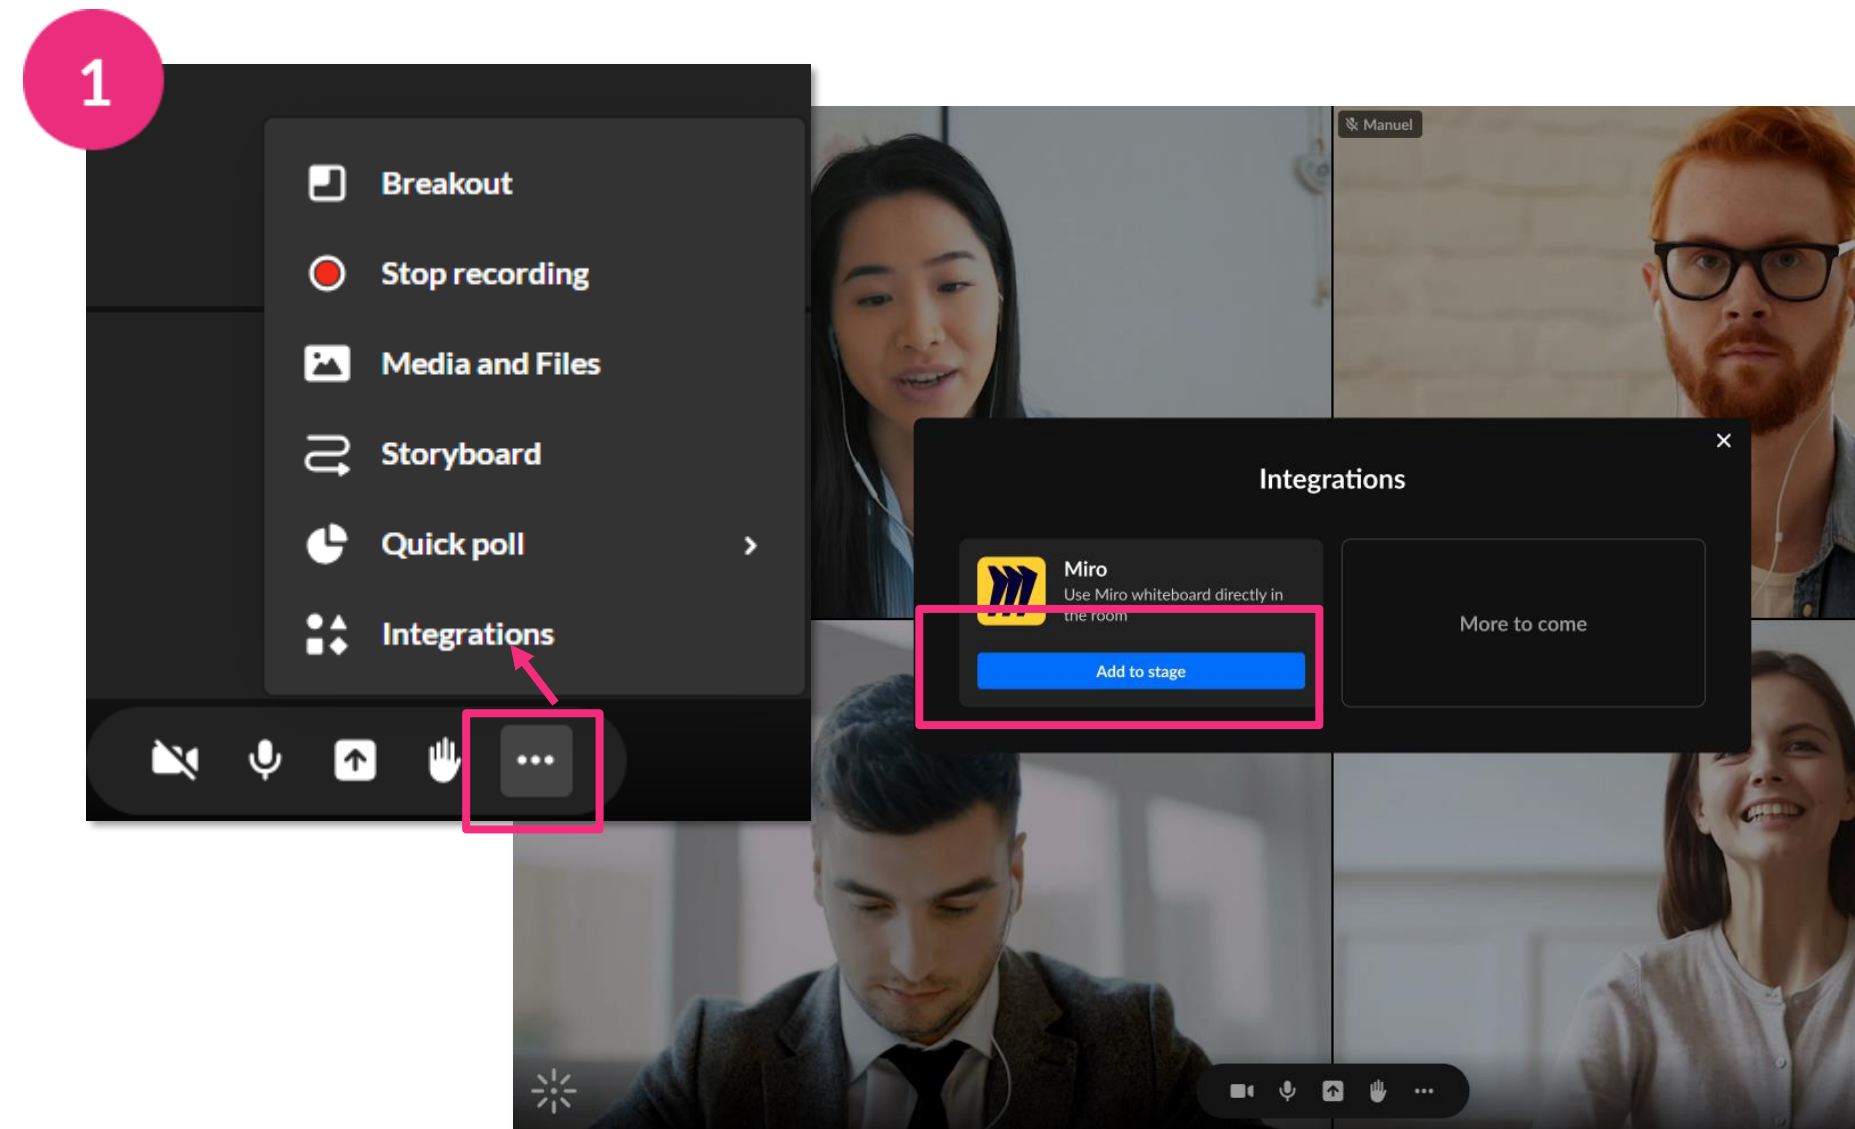 1
Breakout
Stop recording
Media and Files
Storyboard
Quick poll
Integrations
Manuel
Integrations
Miro
Use Miro whiteboard directly in
the room
Add to stage
More to come